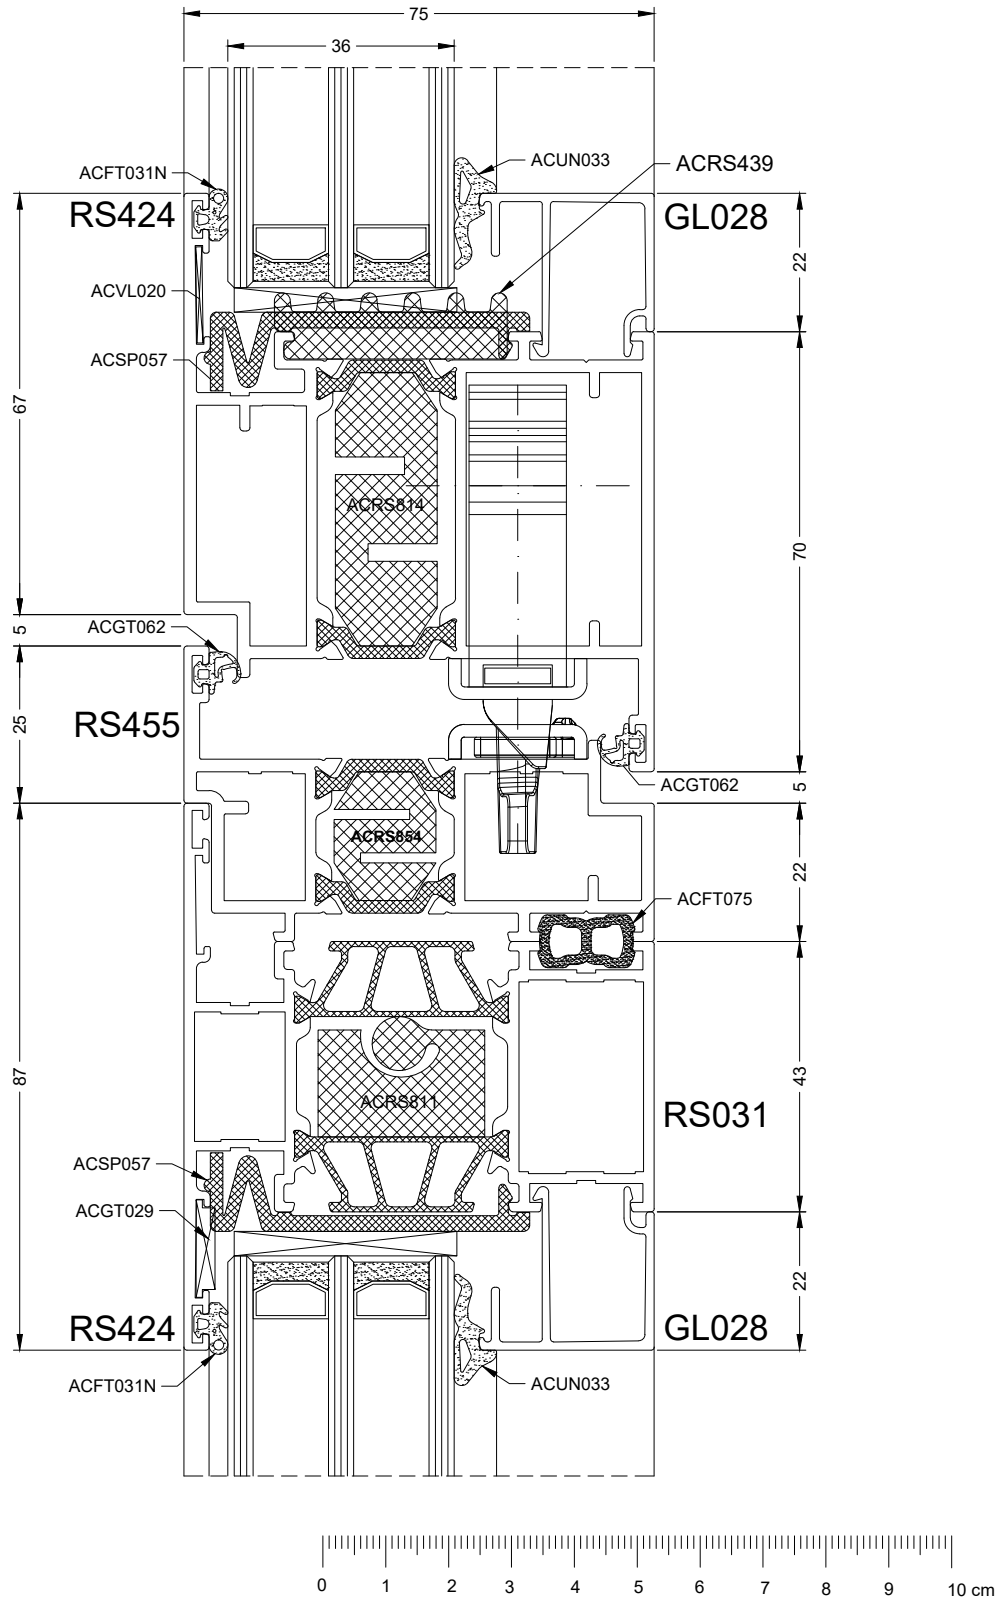 75
36
ACFT031N
ACUN033
ACRS439
RS424
GL028
22
ACVL020
ACSP057
67
ACRS814
70
5
ACGT062
25
RS455
ACGT062
5
ACRS854
22
ACFT075
87
43
ACRS811
RS031
ACSP057
ACGT029
22
RS424
GL028
ACFT031N
ACUN033
0 1 2 3 4 5 6 7 8 9 10 cm